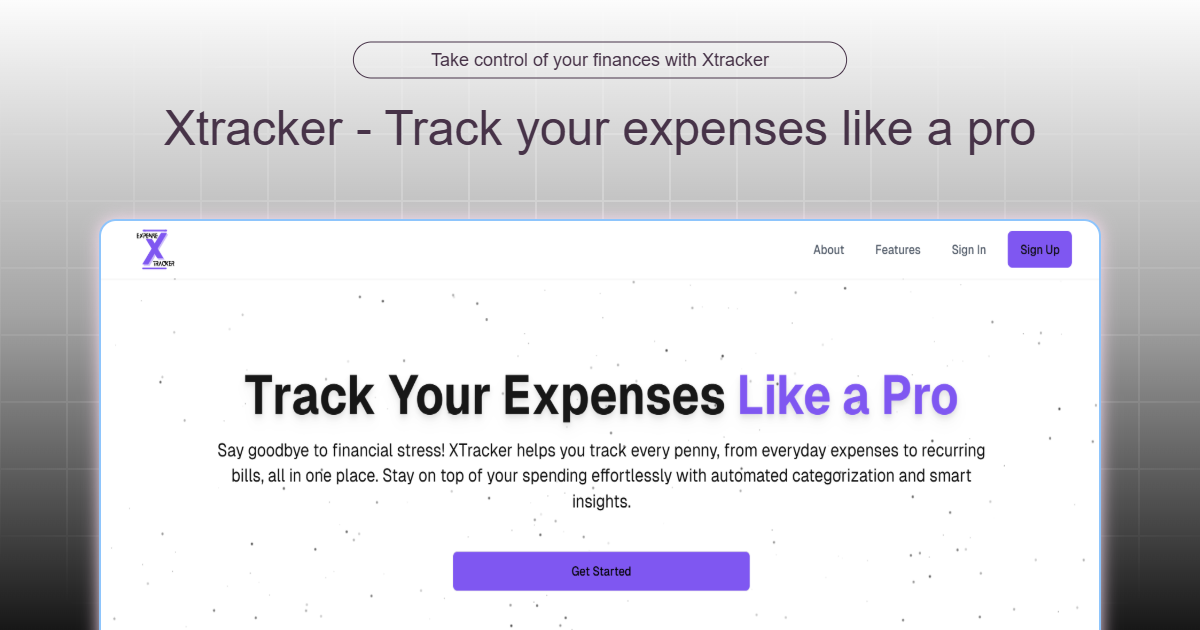 Take control of your finances with Xtracker
Xtracker - Track your expenses like a pro
EXPENSE
X
TRACKER
About Features Sign In Sign Up
Track Your Expenses Like a Pro
Say goodbye to financial stress! XTracker helps you track every penny, from everyday expenses to recurring
bills, all in one place. Stay on top of your spending effortlessly with automated categorization and smart
insights.
Get Started